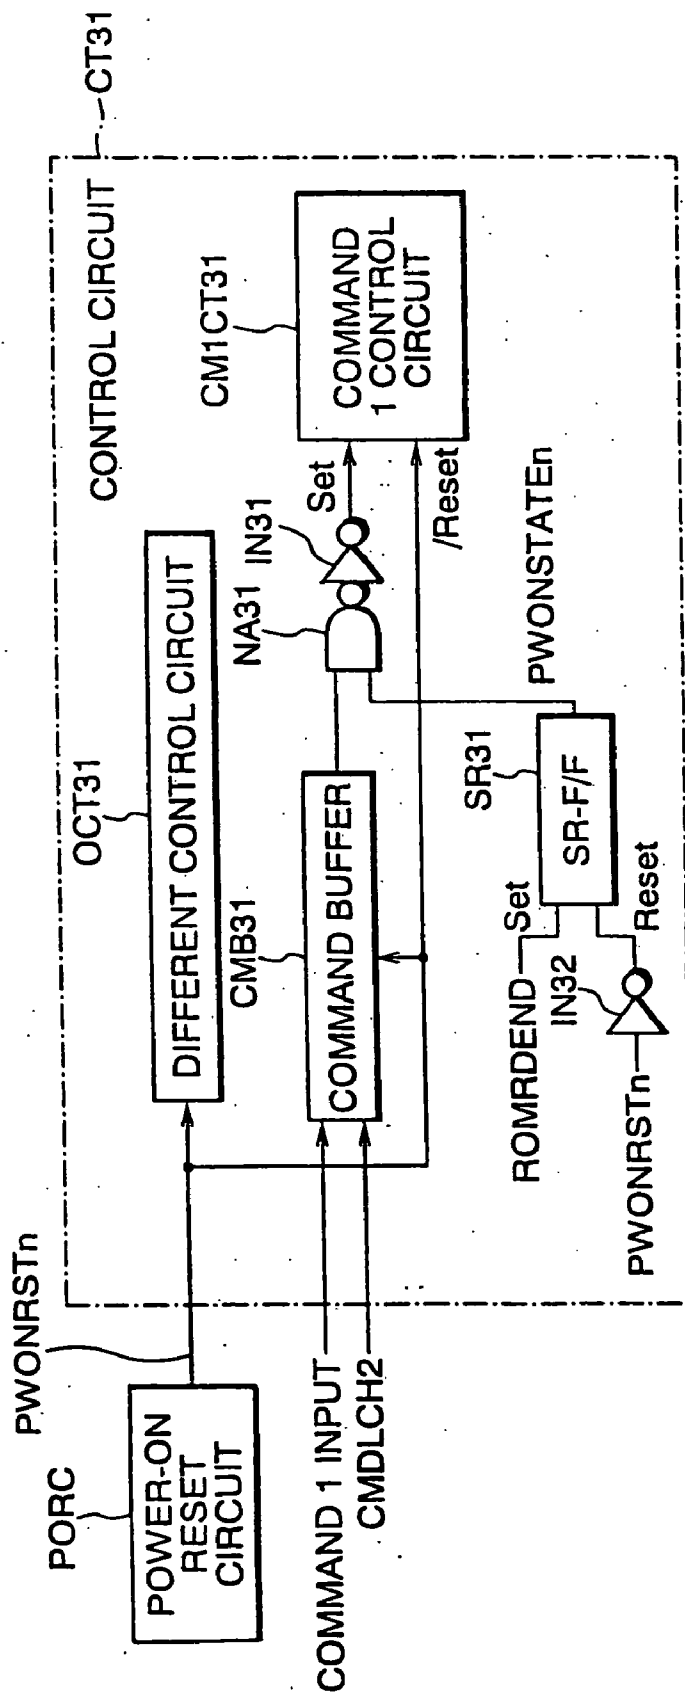 PORC
POWER-ON
RESET
CIRCUIT
PWONRSTn
COMMAND 1 INPUT
CMDLCH2
CONTROL CIRCUIT
CT31
OCT31
DIFFERENT CONTROL CIRCUIT
CMB31
COMMAND BUFFER
NA31
IN31
Set
/Reset
CM1CT31
COMMAND
1 CONTROL
CIRCUIT
PWONSTATEn
SR31
SR-F/F
ROMRDEND
Set
IN32
PWONRSTn
Reset